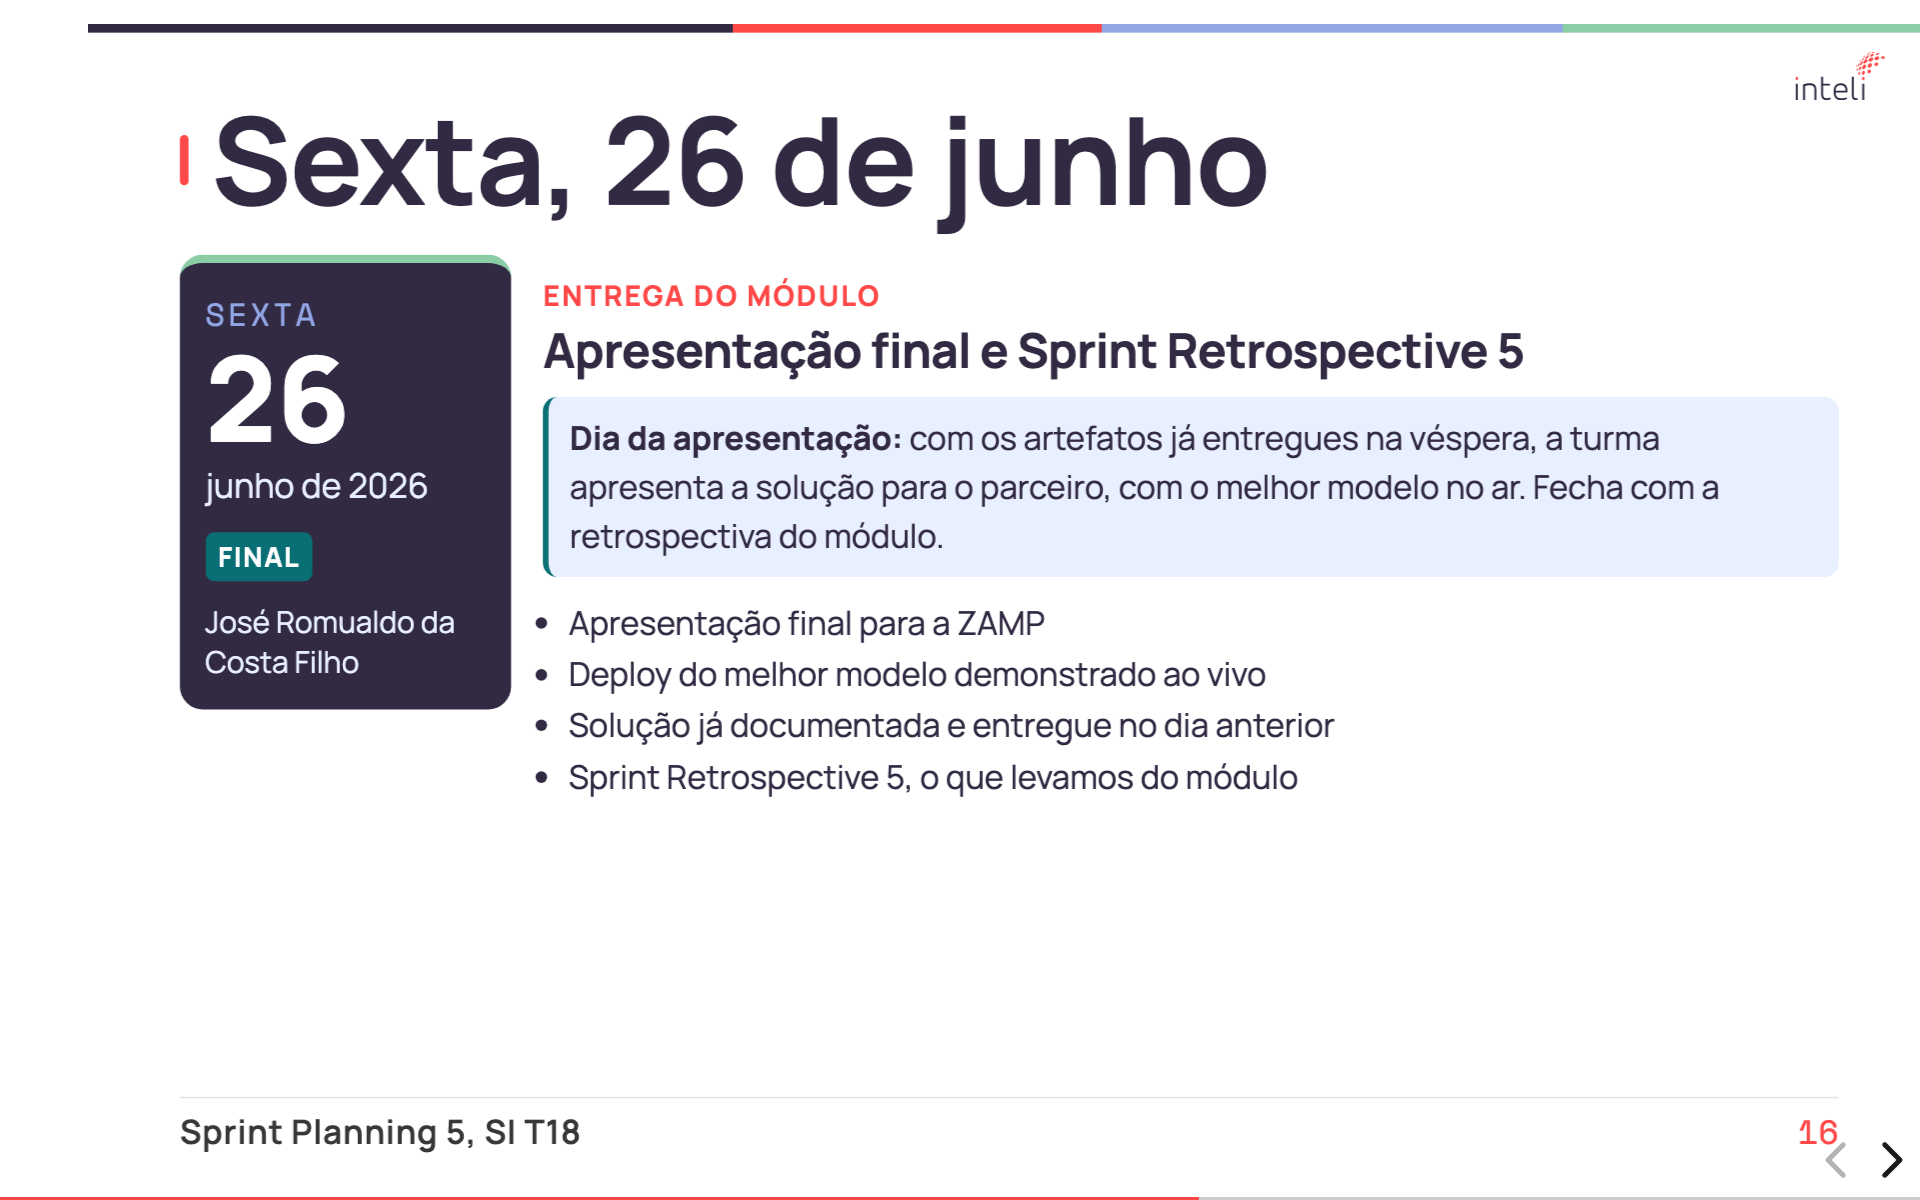 inteli
Sexta, 26 de junho
SEXTA
26
junho de 2026
FINAL
José Romualdo da
Costa Filho
ENTREGA DO MÓDULO
Apresentação final e Sprint Retrospective 5
Dia da apresentação: com os artefatos já entregues na véspera, a turma
apresenta a solução para o parceiro, com o melhor modelo no ar. Fecha com a
retrospectiva do módulo.
• Apresentação final para a ZAMP
• Deploy do melhor modelo demonstrado ao vivo
• Solução já documentada e entregue no dia anterior
• Sprint Retrospective 5, o que levamos do módulo
Sprint Planning 5, SI T18
16